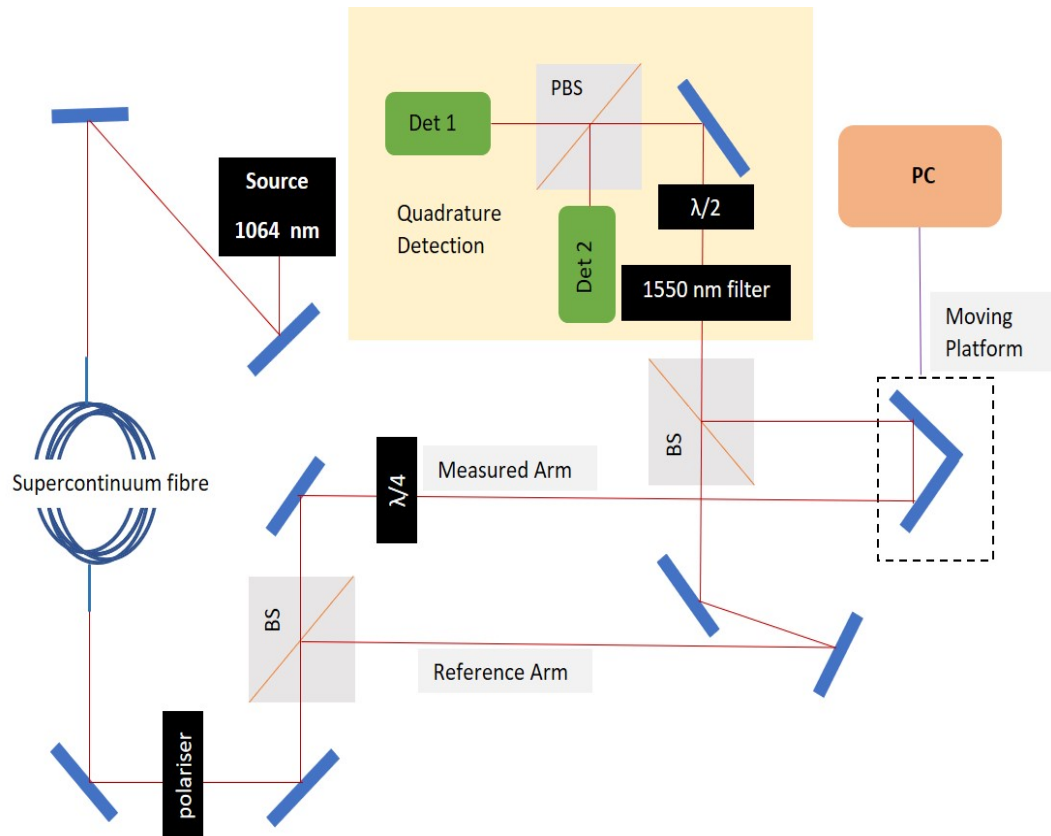 Source
1064 nm
Det 1
PBS
Quadrature
Detection
Det 2
λ/2
1550 nm filter
PC
Moving
Platform
BS
Supercontinuum fibre
λ/4
Measured Arm
BS
Reference Arm
polariser